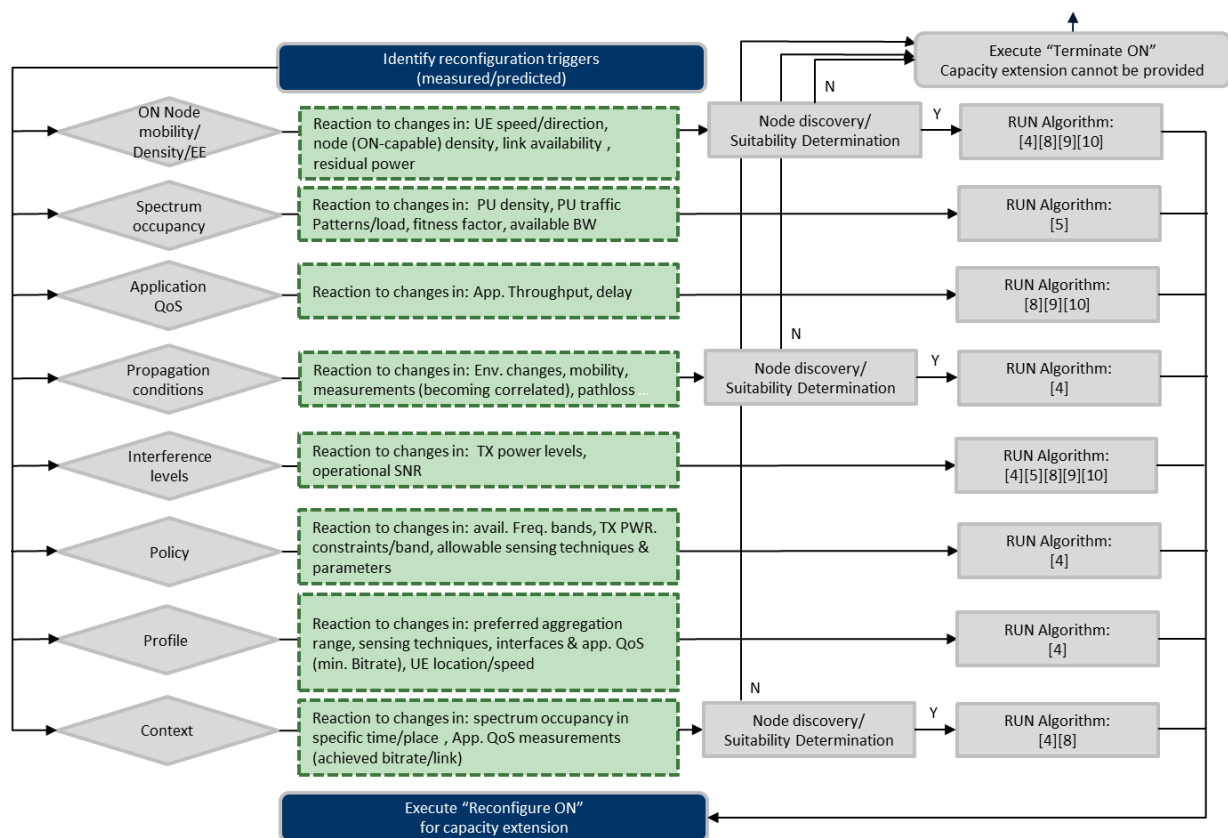 Identify reconfiguration triggers
(measured/predicted)
Execute “Terminate ON”
Capacity extension cannot be provided
N
ON Node
mobility/
Density/EE
Reaction to changes in: UE speed/direction,
node (ON-capable) density, link availability ,
residual power
Node discovery/
Suitability Determination
Y
RUN Algorithm:
[4][8][9][10]
Spectrum
occupancy
Reaction to changes in: PU density, PU traffic
Patterns/load, fitness factor, available BW
RUN Algorithm:
[5]
Application
QoS
Reaction to changes in: App. Throughput, delay
RUN Algorithm:
[8][9][10]
N
Propagation
conditions
Reaction to changes in: Env. changes, mobility,
measurements (becoming correlated), pathloss ...
Node discovery/
Suitability Determination
Y
RUN Algorithm:
[4]
Interference
levels
Reaction to changes in: TX power levels,
operational SNR
RUN Algorithm:
[4][5][8][9][10]
Policy
Reaction to changes in: avail. Freq. bands, TX PWR.
constraints/band, allowable sensing techniques &
parameters
RUN Algorithm:
[4]
Profile
Reaction to changes in: preferred aggregation
range, sensing techniques, interfaces & app. QoS
(min. Bitrate), UE location/speed
RUN Algorithm:
[4]
N
Context
Reaction to changes in: spectrum occupancy in
specific time/place , App. QoS measurements
(achieved bitrate/link)
Node discovery/
Suitability Determination
Y
RUN Algorithm:
[4][8]
Execute “Reconfigure ON”
for capacity extension